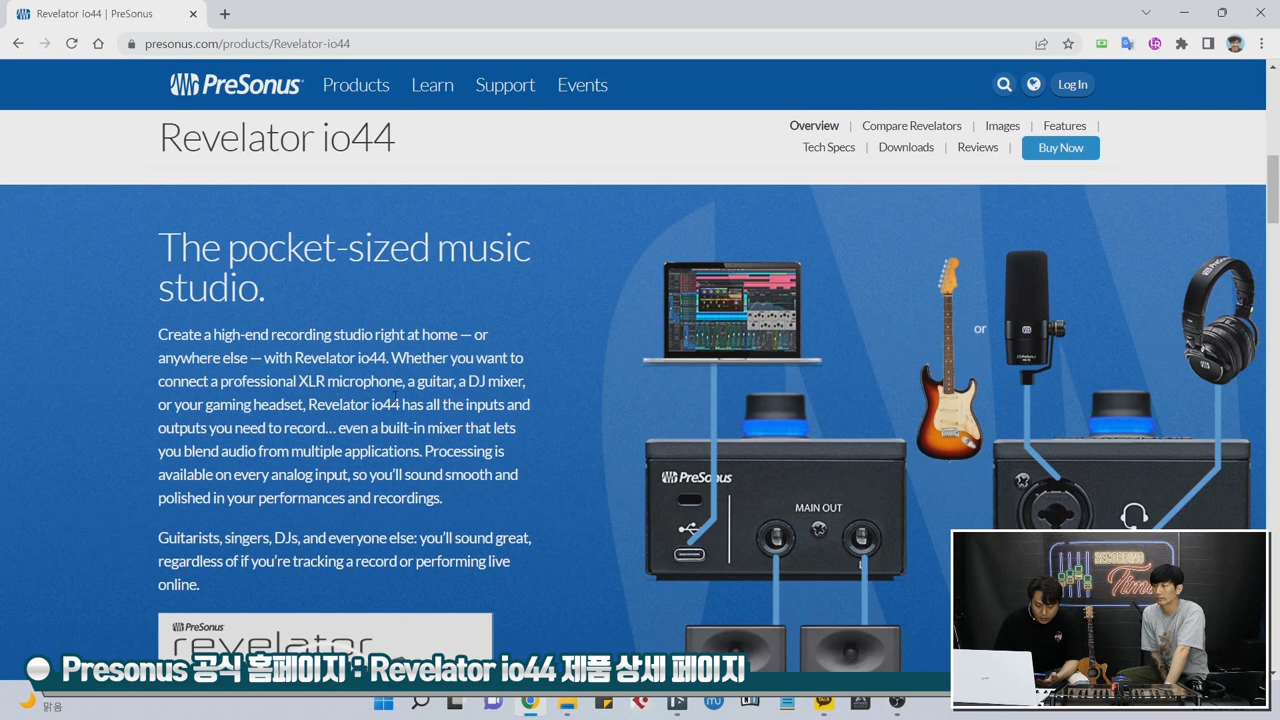 Revelator io44 | PreSonus
presonus.com/products/Revelator-io44
PreSonus
Products
Learn
Support
Events
Log In
Revelator io44
Overview | Compare Revelators | Images | Features |
Tech Specs | Downloads | Reviews | Buy Now
The pocket-sized music
studio.
Create a high-end recording studio right at home — or
anywhere else — with Revelator io44. Whether you want to
connect a professional XLR microphone, a guitar, a DJ mixer,
or your gaming headset, Revelator io44 has all the inputs and
outputs you need to record… even a built-in mixer that lets
you blend audio from multiple applications. Processing is
available on every analog input, so you’ll sound smooth and
polished in your performances and recordings.
Guitarists, singers, DJs, and everyone else: you’ll sound great,
regardless of if you’re tracking a record or performing live
online.
PreSonus
revelator
or
PreSonus
MAIN OUT
L
RECORDING
Time
Presonus 공식 홈페이지 : Revelator io44 제품 상세 페이지
맑음